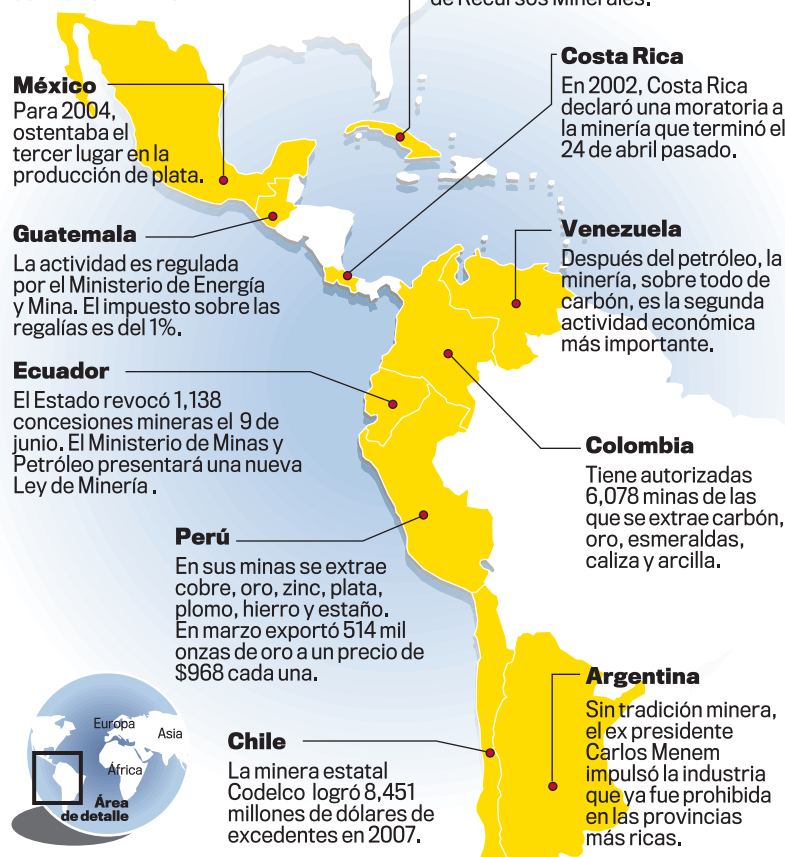 de Recursos Minerales.
Costa Rica
En 2002, Costa Rica
declaró una moratoria a
la minería que terminó el
24 de abril pasado.
México
Para 2004,
ostentaba el
tercer lugar en la
producción de plata.
Guatemala
La actividad es regulada
por el Ministerio de Energía
y Mina. El impuesto sobre las
regalías es del 1%.
Venezuela
Después del petróleo, la
minería, sobre todo de
carbón, es la segunda
actividad económica
más importante.
Ecuador
El Estado revocó 1,138
concesiones mineras el 9 de
junio. El Ministerio de Minas y
Petróleo presentará una nueva
Ley de Minería .
Colombia
Tiene autorizadas
6,078 minas de las
que se extrae carbón,
oro, esmeraldas,
caliza y arcilla.
Perú
En sus minas se extrae
cobre, oro, zinc, plata,
plomo, hierro y estaño.
En marzo exportó 514 mil
onzas de oro a un precio de
$968 cada una.
Argentina
Sin tradición minera,
el ex presidente
Carlos Menem
impulsó la industria
que ya fue prohibida
en las provincias
más ricas.
Chile
La minera estatal
Codelco logró 8,451
millones de dólares de
excedentes en 2007.
Europa
Asia
África
Área
de detalle